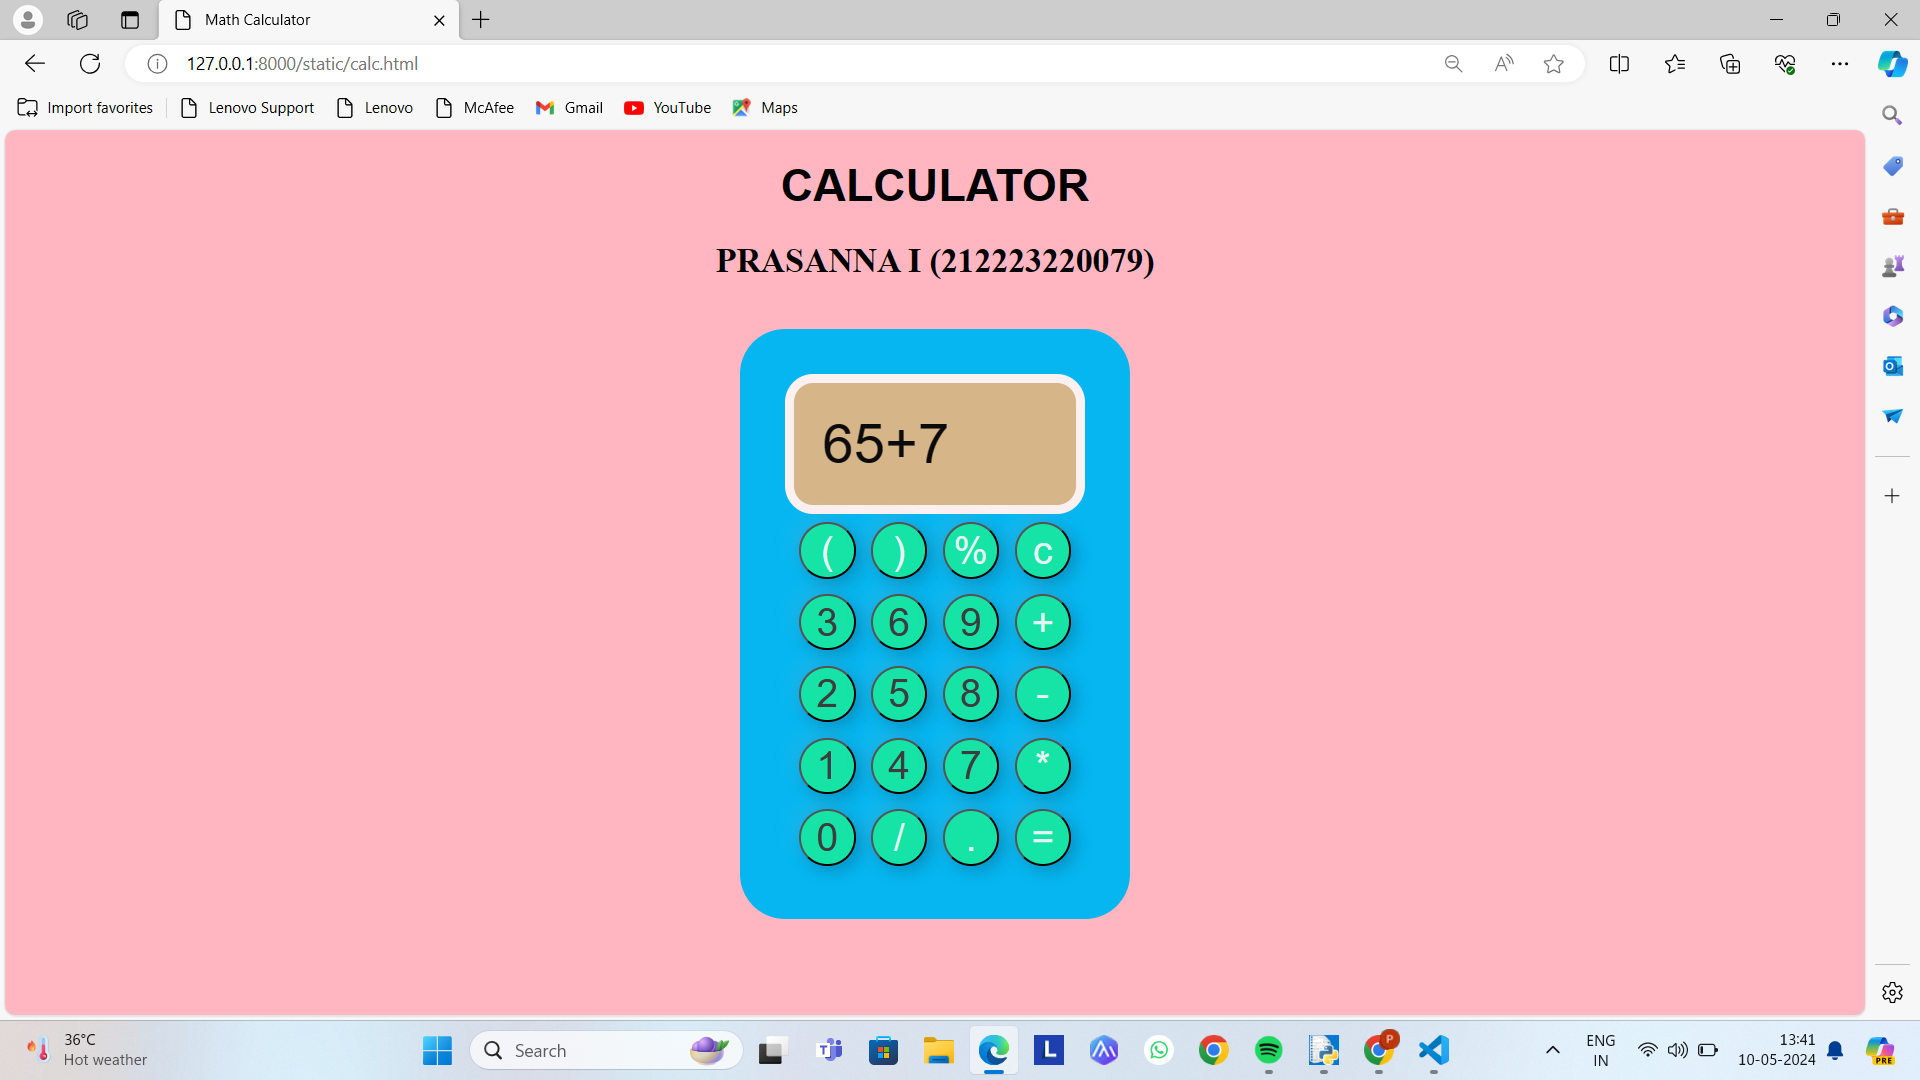 Math Calculator
127.0.0.1:8000/static/calc.html
Import favorites
Lenovo Support
Lenovo
McAfee
Gmail
YouTube
Maps
CALCULATOR
PRASANNA I (212223220079)
65+7
( ) % c
3 6 9 +
2 5 8 -
1 4 7 *
0 / . =
36°C
Hot weather
Search
L
P
ENG
IN
13:41
10-05-2024
PRE